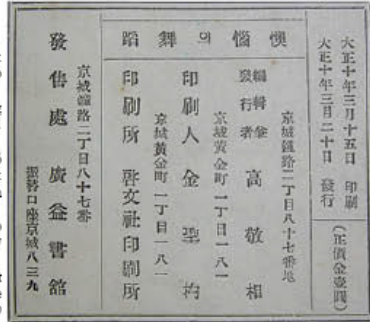 大正十年三月十五日 印刷
大正十年三月二十日 發行
(正價金壹圓)
懊惱의舞蹈
京城鍾路二丁目八十七番地
編輯兼
發行者 高敬相
京城黃金町一丁目一八一
印刷人 金聖杓
京城黃金町一丁目一八一
印刷所 啓文社印刷所
京城鍾路二丁目八十七番
發售處 廣益書舘
振替口座京城八三九